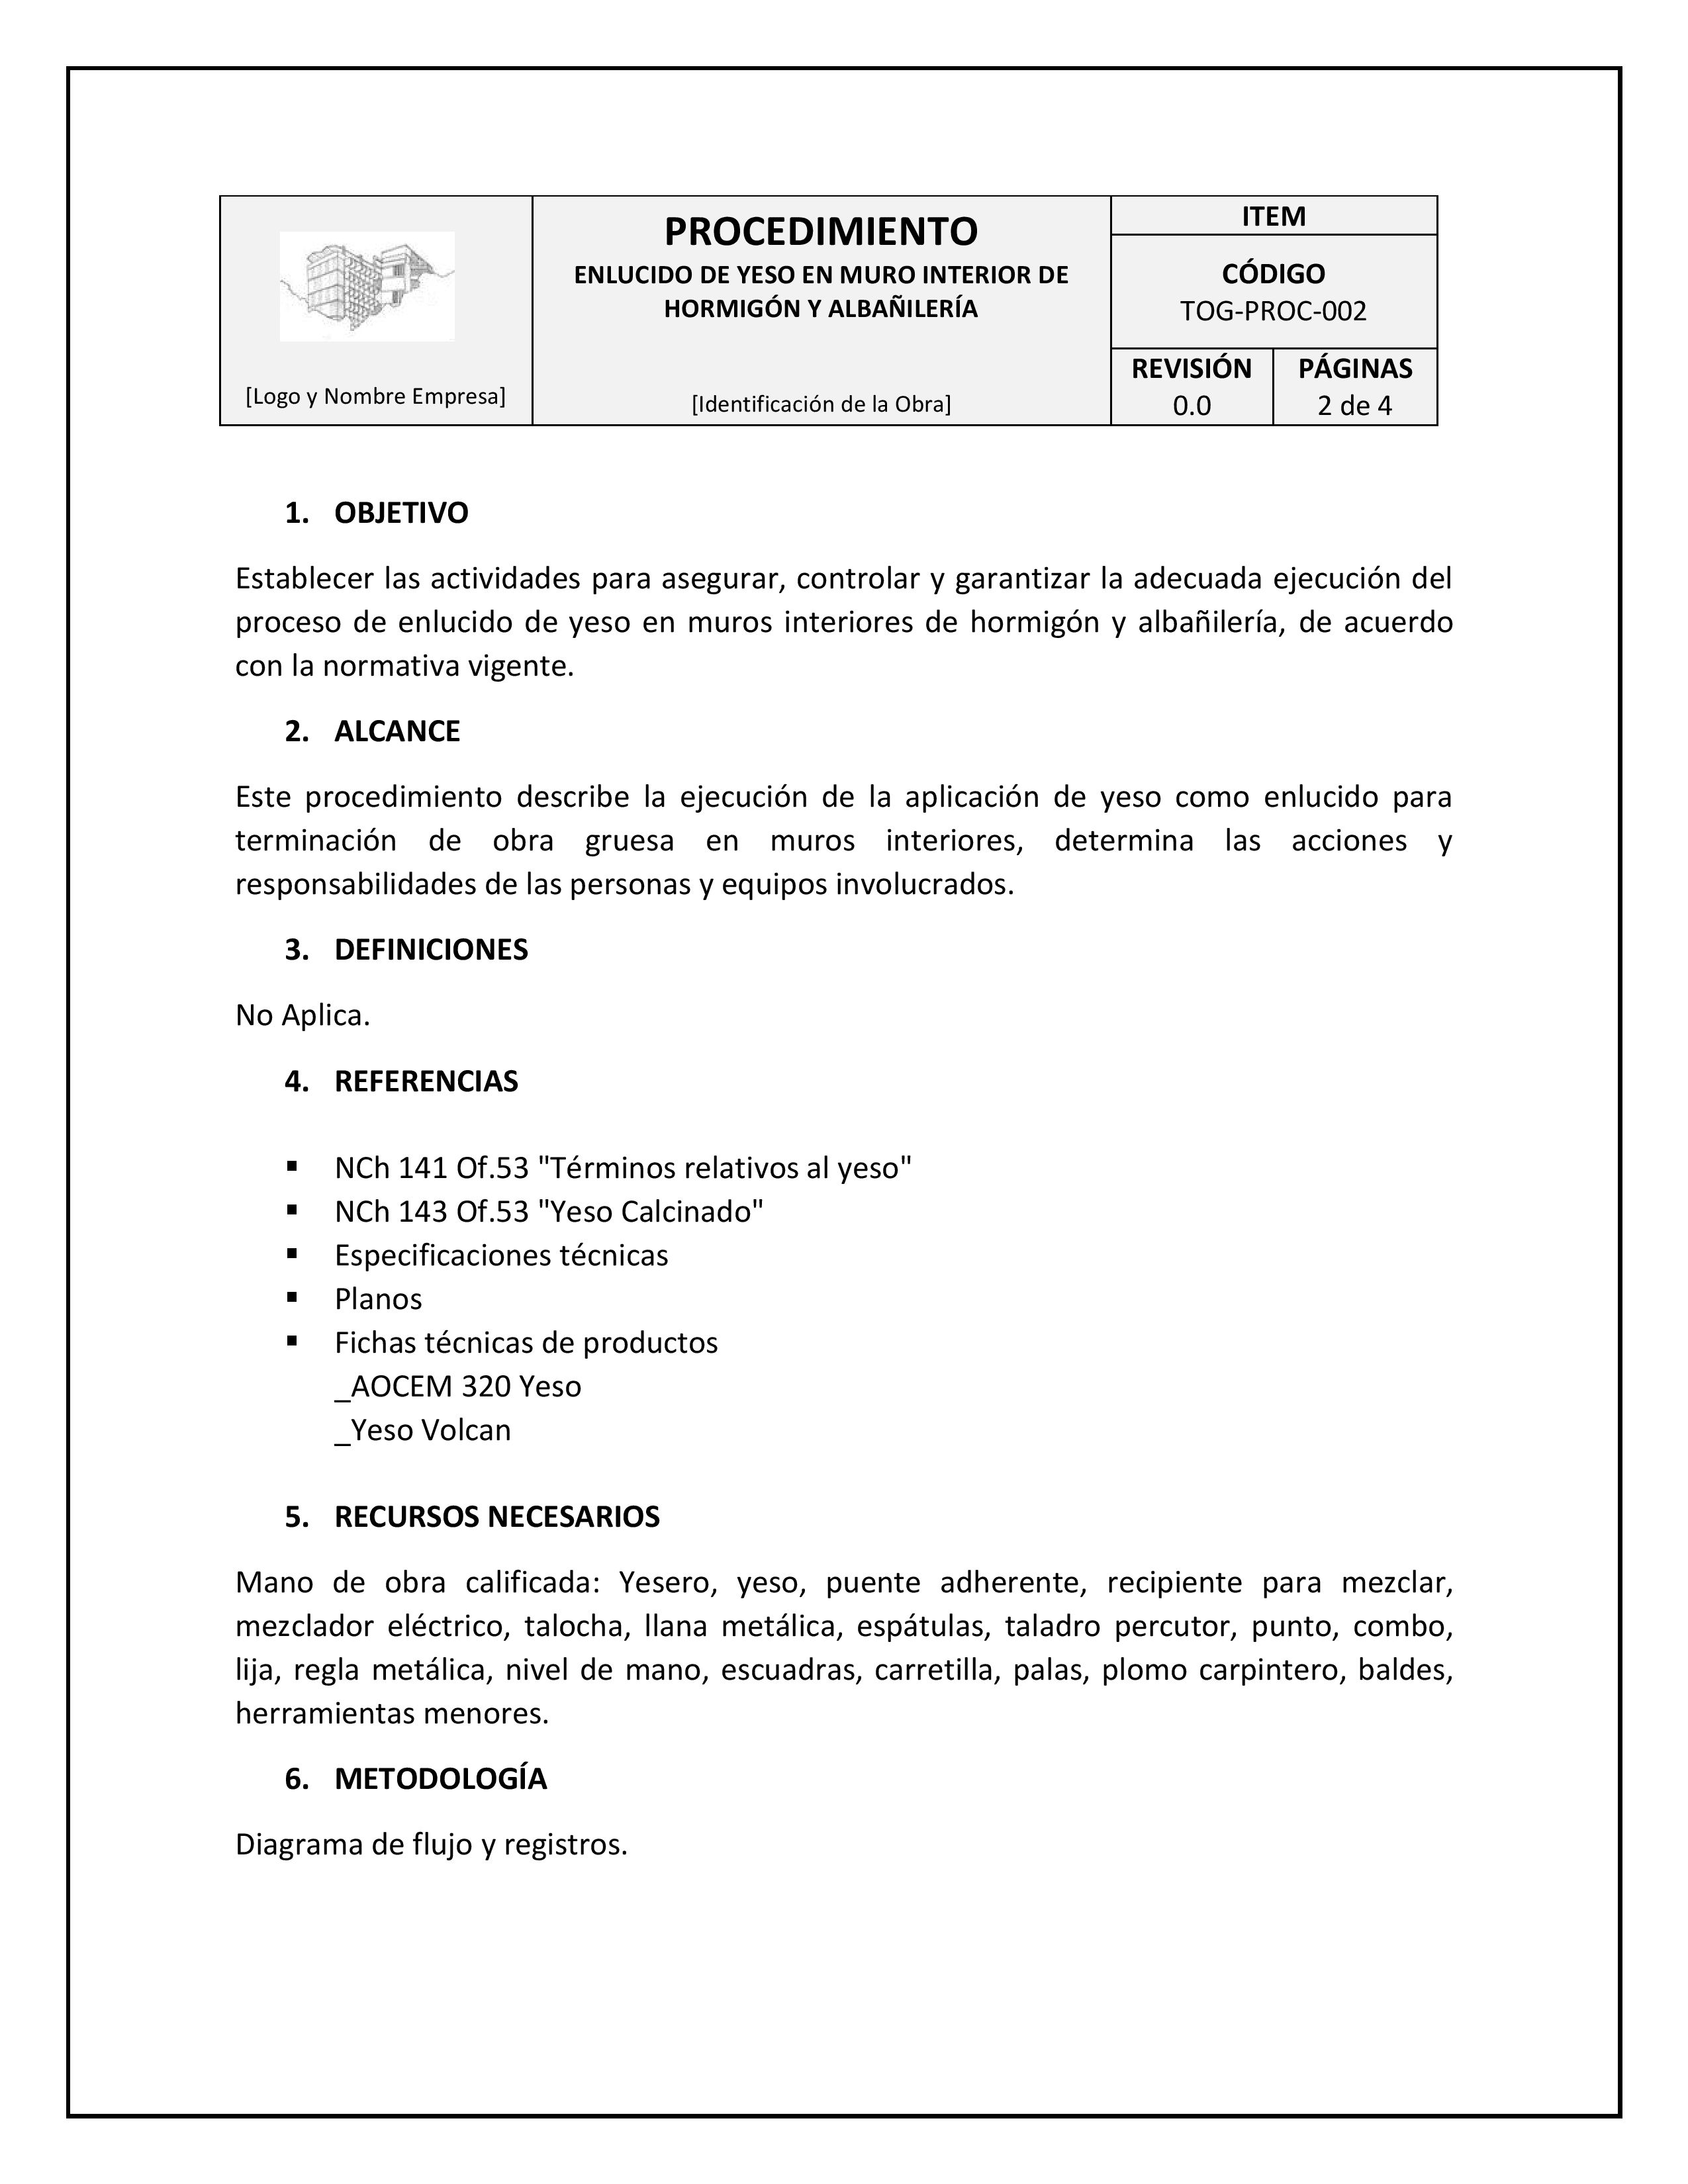 PROCEDIMIENTO
ENLUCIDO DE YESO EN MURO INTERIOR DE
HORMIGÓN Y ALBAÑILERÍA
[Logo y Nombre Empresa]
[Identificación de la Obra]
ITEM
CÓDIGO
TOG-PROC-002
REVISIÓN
0.0
PÁGINAS
2 de 4
1. OBJETIVO
Establecer las actividades para asegurar, controlar y garantizar la adecuada ejecución del
proceso de enlucido de yeso en muros interiores de hormigón y albañilería, de acuerdo
con la normativa vigente.
2. ALCANCE
Este procedimiento describe la ejecución de la aplicación de yeso como enlucido para
terminación de obra gruesa en muros interiores, determina las acciones y
responsabilidades de las personas y equipos involucrados.
3. DEFINICIONES
No Aplica.
4. REFERENCIAS
▪ NCh 141 Of.53 "Términos relativos al yeso"
▪ NCh 143 Of.53 "Yeso Calcinado"
▪ Especificaciones técnicas
▪ Planos
▪ Fichas técnicas de productos
_AOCEM 320 Yeso
_Yeso Volcan
5. RECURSOS NECESARIOS
Mano de obra calificada: Yesero, yeso, puente adherente, recipiente para mezclar,
mezclador eléctrico, talocha, llana metálica, espátulas, taladro percutor, punto, combo,
lija, regla metálica, nivel de mano, escuadras, carretilla, palas, plomo carpintero, baldes,
herramientas menores.
6. METODOLOGÍA
Diagrama de flujo y registros.